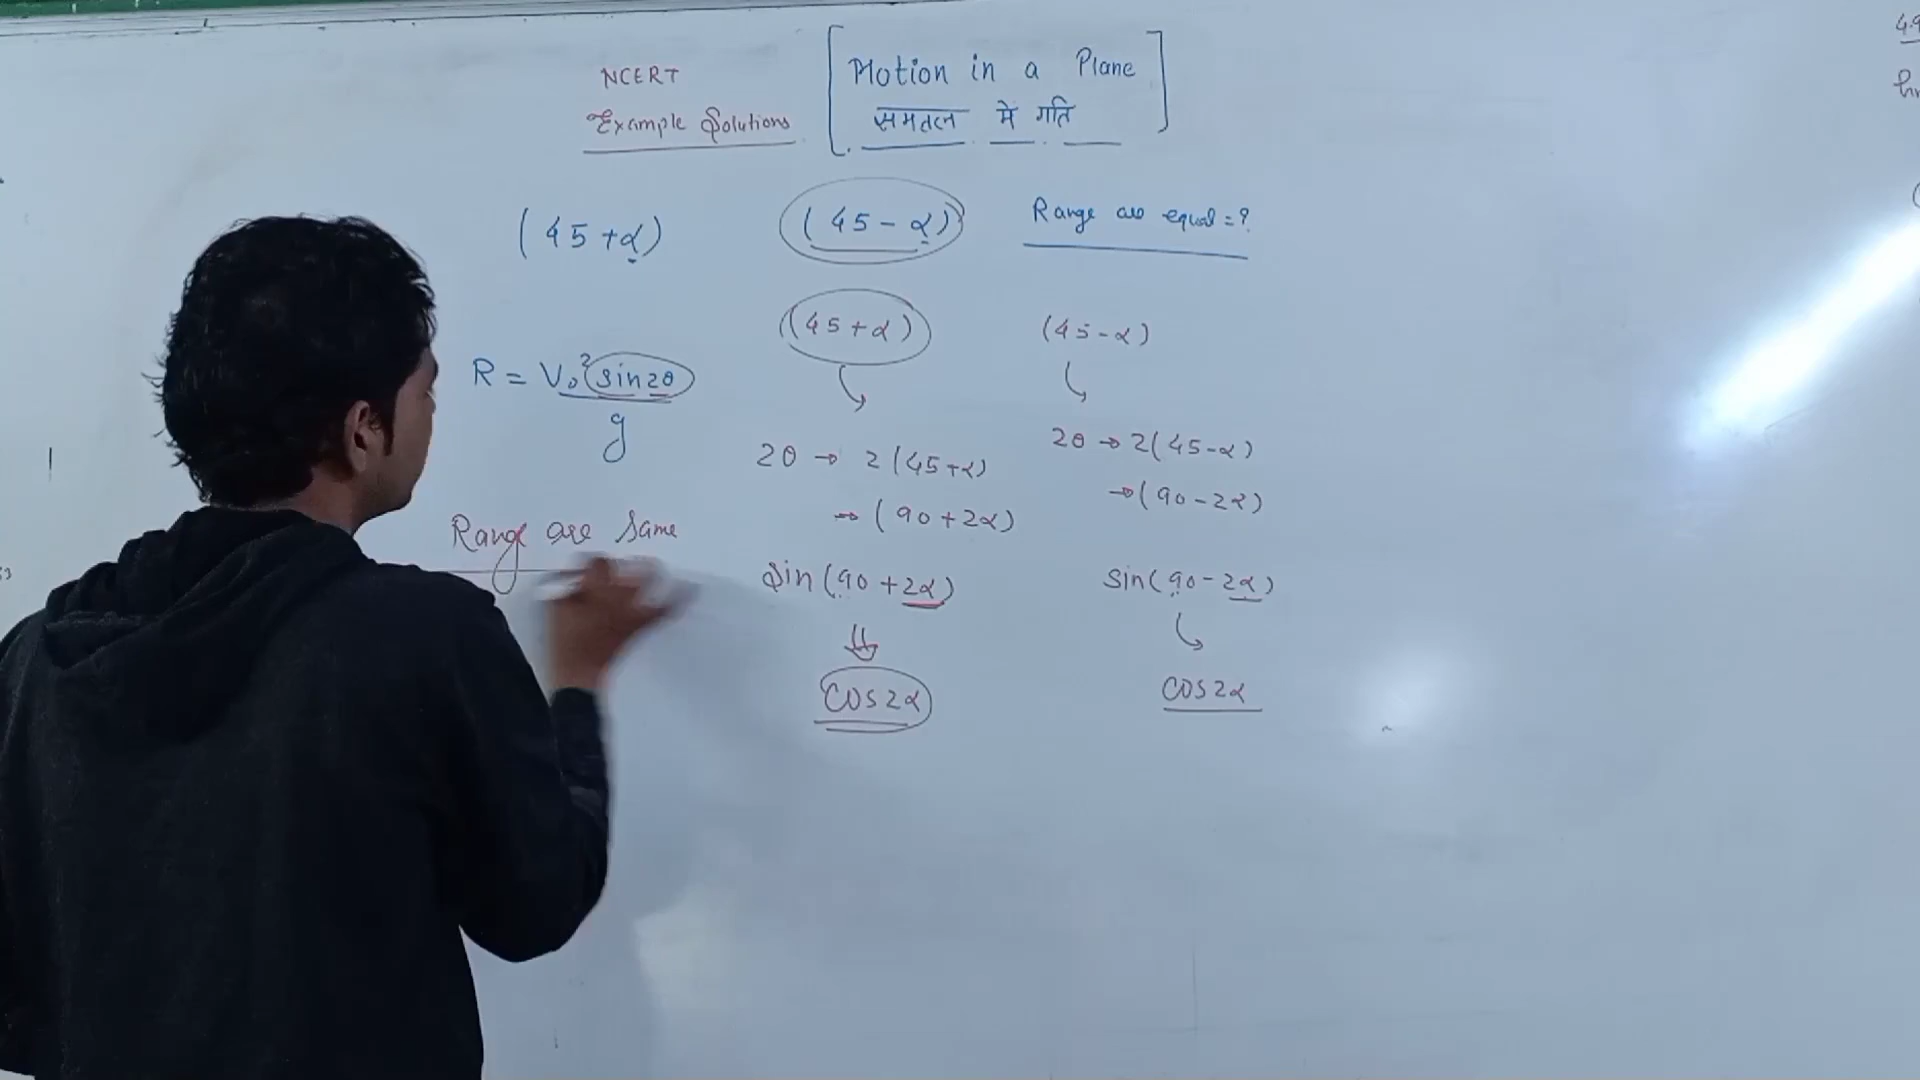 NCERT
Example Solutions
[Motion in a Plane
समतल मे गति]
(45+α) (45-α) Range are equal = ?
(45+α) (45-α)
R = V₀² sin2θ
g
2θ → 2(45+α)
→ (90+2α)
2θ → 2(45-α)
→ (90-2α)
Range are same
Sin(90+2α) sin(90-2α)
⇓
cos2α cos2α